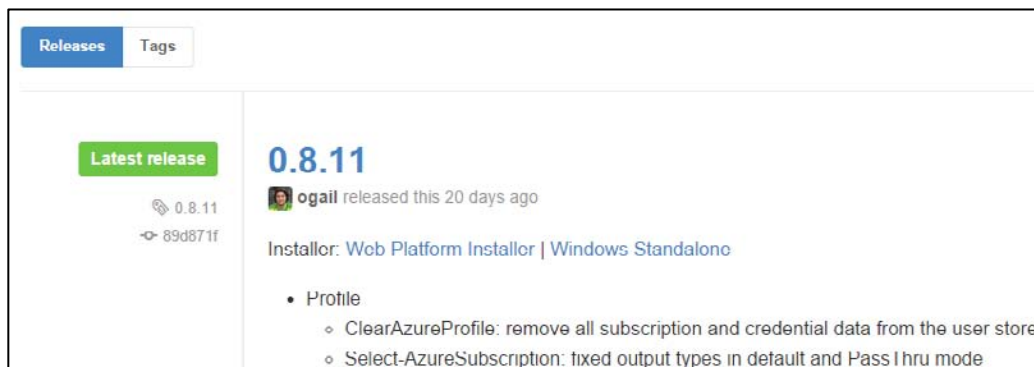 Releases Tags
Latest release
0.8.11
89d871f
0.8.11
ogail released this 20 days ago
Installer: Web Platform Installer | Windows Standalone
• Profile
◦ ClearAzureProfile: remove all subscription and credential data from the user store
◦ Select-AzureSubscription: fixed output types in default and PassThru mode